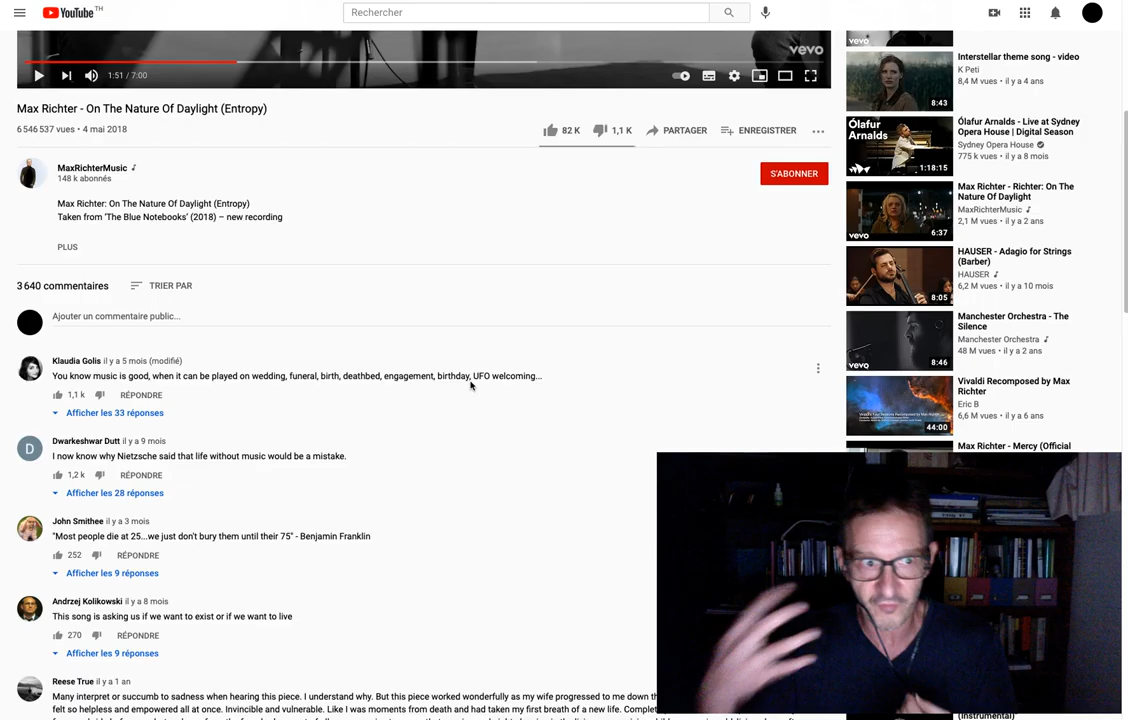 YouTube TH
Rechercher
vevo
1:51 / 7:00
Max Richter - On The Nature Of Daylight (Entropy)
6 546 537 vues • 4 mai 2018
82 K
1,1 K
PARTAGER
ENREGISTRER
MaxRichterMusic
148 k abonnés
S'ABONNER
Max Richter: On The Nature Of Daylight (Entropy)
Taken from 'The Blue Notebooks' (2018) – new recording
PLUS
3 640 commentaires
TRIER PAR
Ajouter un commentaire public...
Klaudia Golis il y a 5 mois (modifié)
You know music is good, when it can be played on wedding, funeral, birth, deathbed, engagement, birthday, UFO welcoming...
1,1 k
RÉPONDRE
Afficher les 33 réponses
Dwarkeshwar Dutt il y a 9 mois
D
I now know why Nietzsche said that life without music would be a mistake.
1,2 k
RÉPONDRE
Afficher les 28 réponses
John Smithee il y a 3 mois
"Most people die at 25...we just don't bury them until their 75" - Benjamin Franklin
252
RÉPONDRE
Afficher les 9 réponses
Andrzej Kolikowski il y a 8 mois
This song is asking us if we want to exist or if we want to live
270
RÉPONDRE
Afficher les 9 réponses
Reese True il y a 1 an
Many interpret or succumb to sadness when hearing this piece. I understand why. But this piece worked wonderfully as my wife progressed to me down th
felt so helpless and empowered all at once. Invincible and vulnerable. Like I was moments from death and had taken my first breath of a new life.
vevo
Interstellar theme song - video
K Peti
8,4 M vues • il y a 4 ans
8:43
Ólafur
Arnalds
Ólafur Arnalds - Live at Sydney
Opera House | Digital Season
Sydney Opera House
775 k vues • il y a 8 mois
1:18:15
Max Richter - Richter: On The
Nature Of Daylight
MaxRichterMusic
2,1 M vues • il y a 2 ans
vevo
6:37
HAUSER - Adagio for Strings
(Barber)
HAUSER
6,2 M vues • il y a 10 mois
8:05
Manchester Orchestra - The
Silence
Manchester Orchestra
48 M vues • il y a 2 ans
8:46
Vivaldi Recomposed by Max
Richter
Eric B
6,6 M vues • il y a 6 ans
44:00
Max Richter - Mercy (Official
(Instrumental)